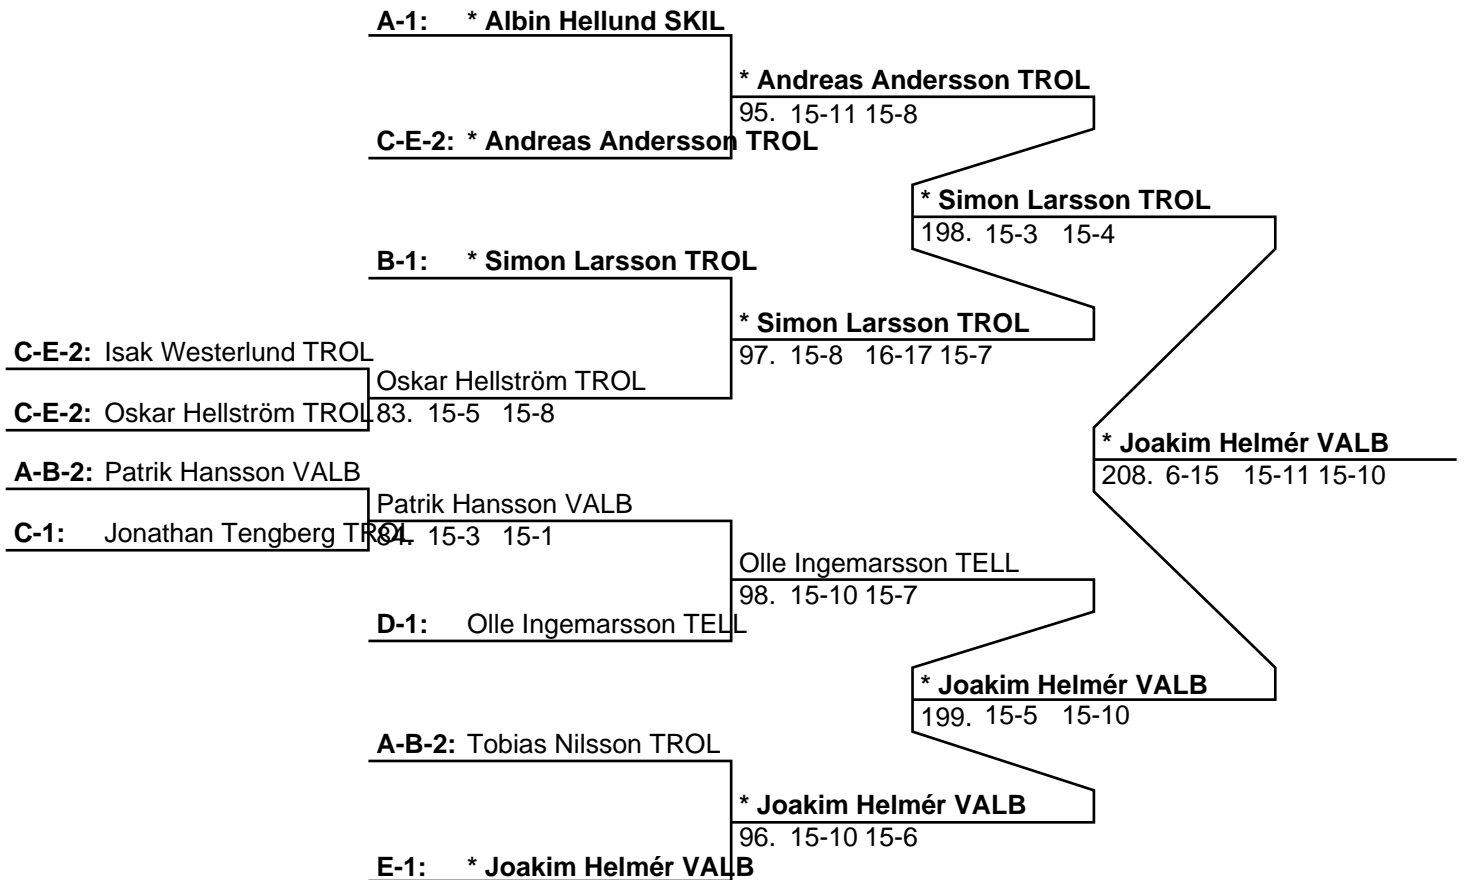 A-1: * Albin Hellund SKIL
* Andreas Andersson TROL
95. 15-11 15-8
C-E-2: * Andreas Andersson TROL
* Simon Larsson TROL
198. 15-3 15-4
B-1: * Simon Larsson TROL
* Simon Larsson TROL
97. 15-8 16-17 15-7
C-E-2: Isak Westerlund TROL
Oskar Hellström TROL
C-E-2: Oskar Hellström TROL
83. 15-5 15-8
* Joakim Helmér VALB
208. 6-15 15-11 15-10
A-B-2: Patrik Hansson VALB
Patrik Hansson VALB
C-1: Jonathan Tengberg TROL
84. 15-3 15-1
Olle Ingemarsson TELL
98. 15-10 15-7
D-1: Olle Ingemarsson TELL
* Joakim Helmér VALB
199. 15-5 15-10
A-B-2: Tobias Nilsson TROL
* Joakim Helmér VALB
96. 15-10 15-6
E-1: * Joakim Helmér VALB